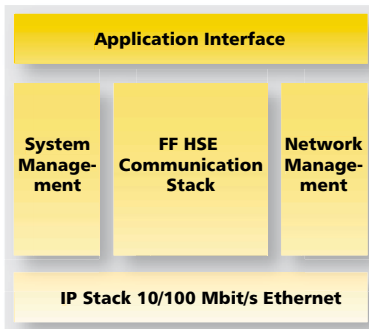 Application Interface
System
Manage-
ment
FF HSE
Communication
Stack
Network
Manage-
ment
IP Stack 10/100 Mbit/s Ethernet